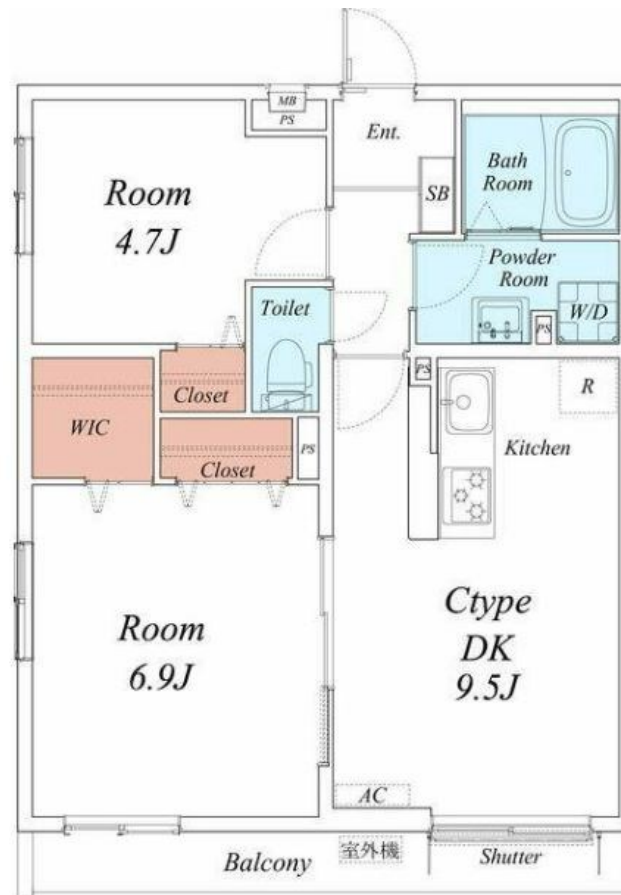 MB
PS
Ent.
Bath
Room
SB
Room
4.7J
Powder
Room
Toilet
W/D
PS
Closet
PS
R
WIC
Kitchen
Closet
PS
Room
6.9J
Ctype
DK
9.5J
AC
室外機
Shutter
Balcony